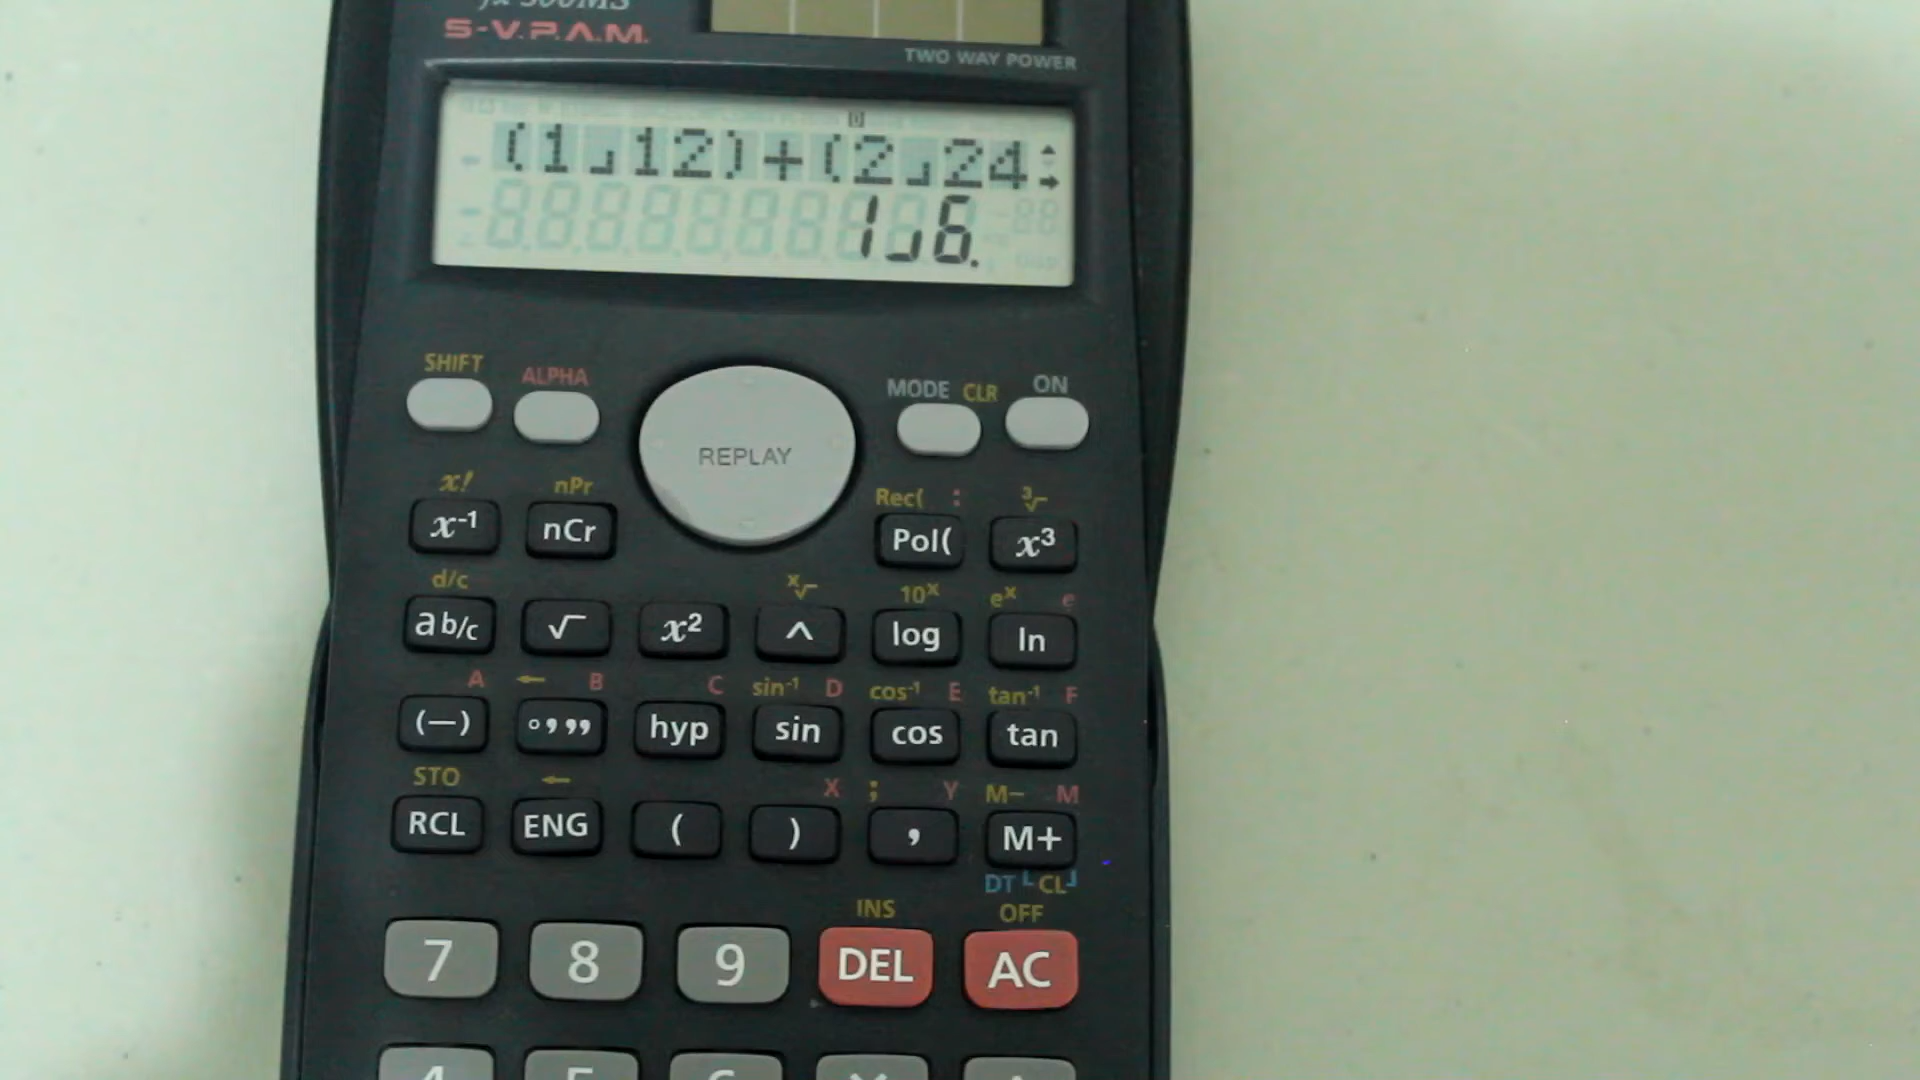 S-V.P.A.M.
TWO WAY POWER
(1⌟12)+(2⌟24
1⌟6.
SHIFT ALPHA MODE CLR ON
REPLAY
x! nPr Rec( : ³√
x⁻¹ nCr Pol( x³
d/c ˣ√ 10ˣ eˣ e
ab/c √ x² ^ log ln
A ← B C sin⁻¹ D cos⁻¹ E tan⁻¹ F
(−) °,,, hyp sin cos tan
STO ← X ; Y M− M
RCL ENG ( ) , M+
DT CL
INS OFF
7 8 9 DEL AC